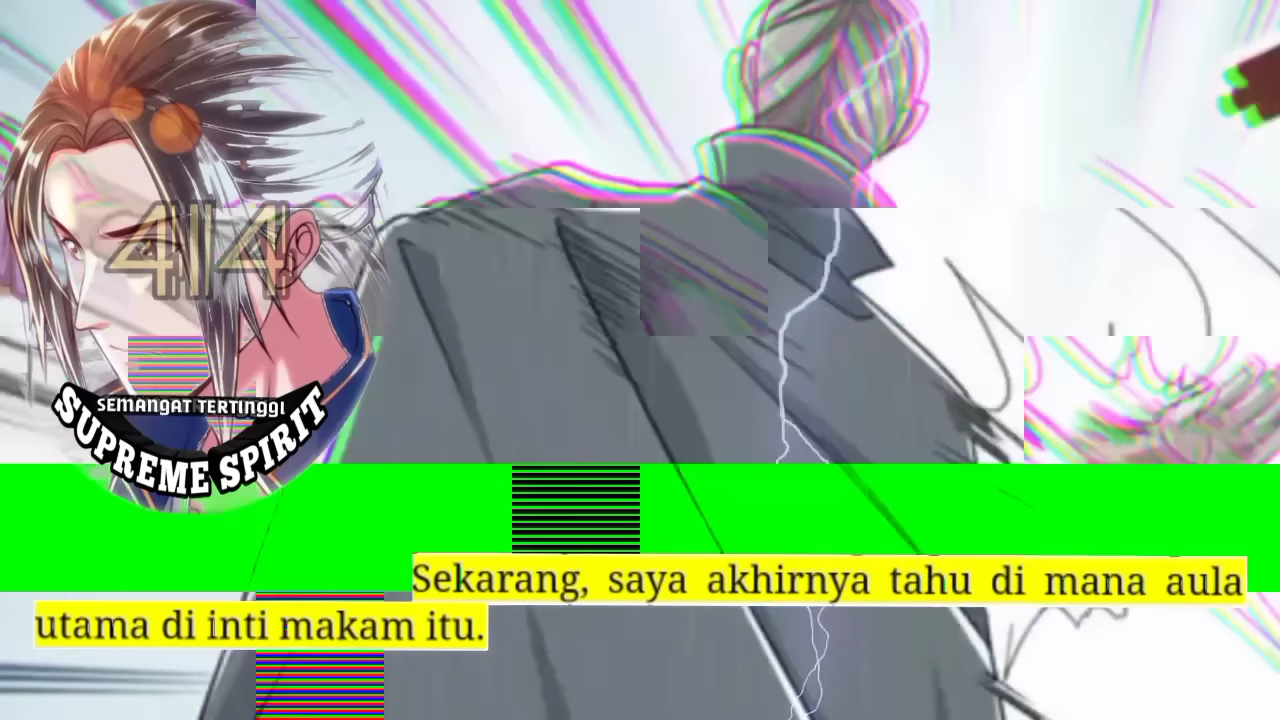 414
SEMANGAT TERTINGGI
SUPREME SPIRIT
Sekarang, saya akhirnya tahu di mana aula
utama di inti makam itu.